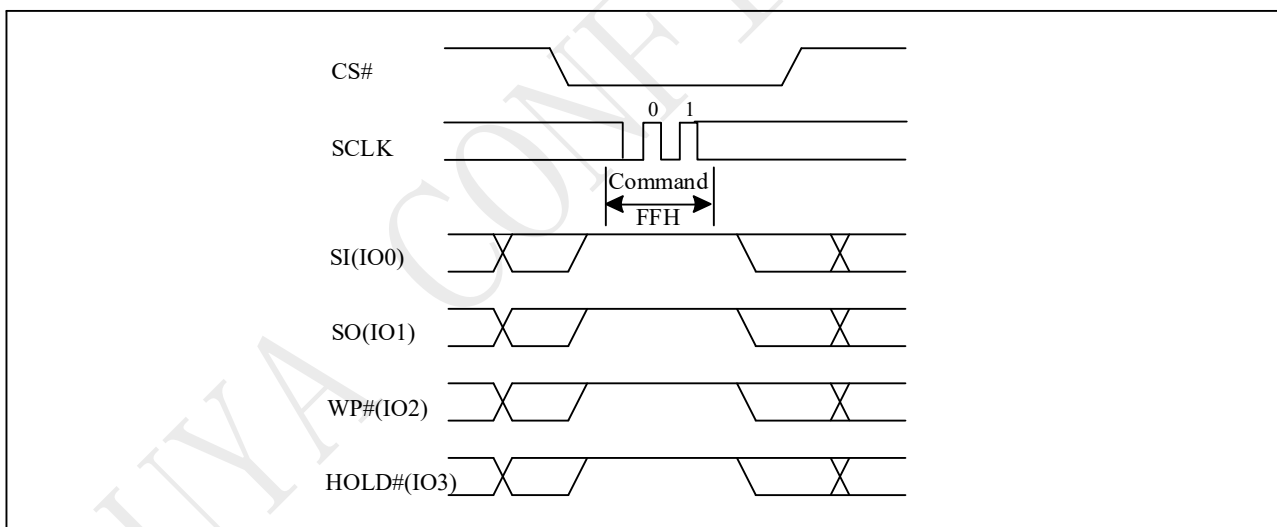 CS#
0 1
SCLK
Command
FFH
SI(IO0)
SO(IO1)
WP#(IO2)
HOLD#(IO3)